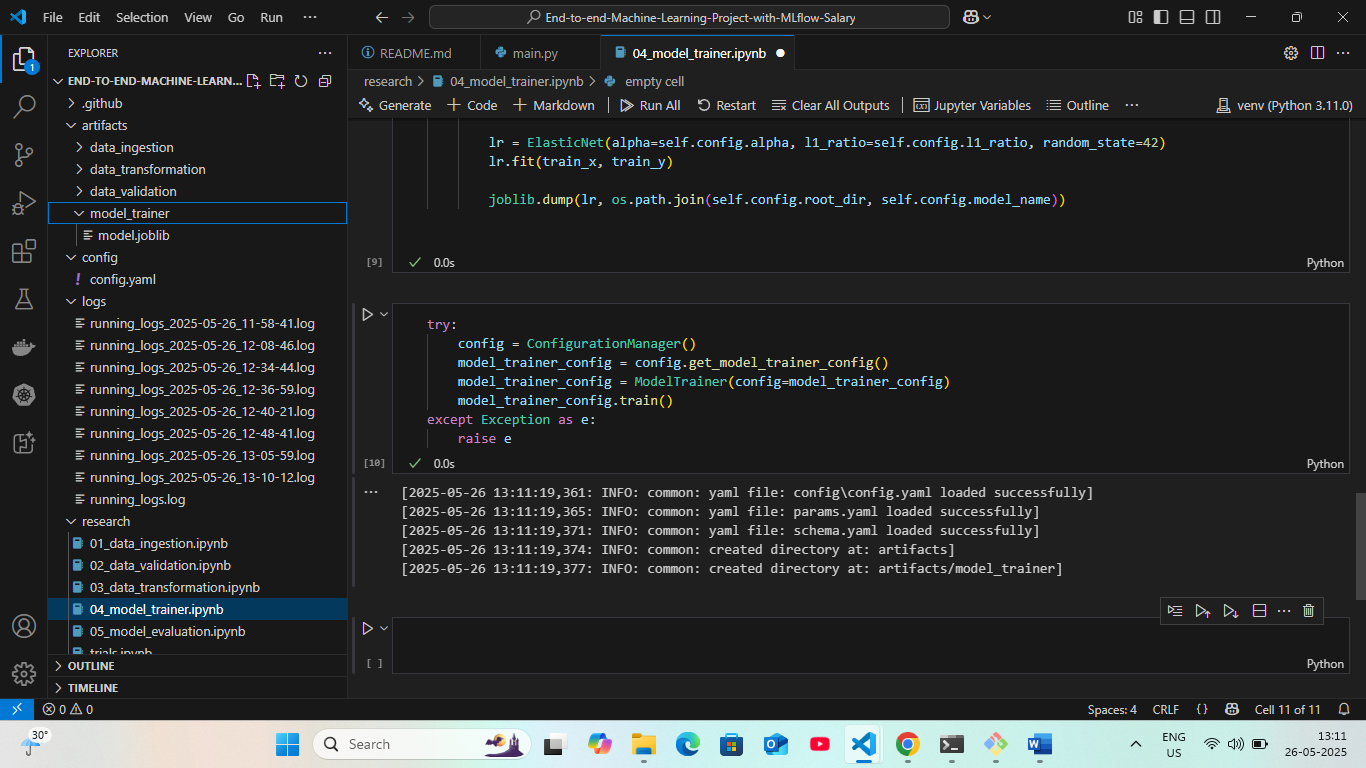 File Edit Selection View Go Run ···
End-to-end-Machine-Learning-Project-with-MLflow-Salary
EXPLORER ···
END-TO-END-MACHINE-LEARN...
.github
artifacts
data_ingestion
data_transformation
data_validation
model_trainer
model.joblib
config
config.yaml
logs
running_logs_2025-05-26_11-58-41.log
running_logs_2025-05-26_12-08-46.log
running_logs_2025-05-26_12-34-44.log
running_logs_2025-05-26_12-36-59.log
running_logs_2025-05-26_12-40-21.log
running_logs_2025-05-26_12-48-41.log
running_logs_2025-05-26_13-05-59.log
running_logs_2025-05-26_13-10-12.log
running_logs.log
research
01_data_ingestion.ipynb
02_data_validation.ipynb
03_data_transformation.ipynb
04_model_trainer.ipynb
05_model_evaluation.ipynb
trials.ipynb
OUTLINE
TIMELINE
1
README.md main.py 04_model_trainer.ipynb
research > 04_model_trainer.ipynb > empty cell
Generate + Code + Markdown Run All Restart Clear All Outputs Jupyter Variables Outline ··· venv (Python 3.11.0)
lr = ElasticNet(alpha=self.config.alpha, l1_ratio=self.config.l1_ratio, random_state=42)
lr.fit(train_x, train_y)
joblib.dump(lr, os.path.join(self.config.root_dir, self.config.model_name))
[9] ✓ 0.0s Python
try:
config = ConfigurationManager()
model_trainer_config = config.get_model_trainer_config()
model_trainer_config = ModelTrainer(config=model_trainer_config)
model_trainer_config.train()
except Exception as e:
raise e
[10] ✓ 0.0s Python
··· [2025-05-26 13:11:19,361: INFO: common: yaml file: config\config.yaml loaded successfully]
[2025-05-26 13:11:19,365: INFO: common: yaml file: params.yaml loaded successfully]
[2025-05-26 13:11:19,371: INFO: common: yaml file: schema.yaml loaded successfully]
[2025-05-26 13:11:19,374: INFO: common: created directory at: artifacts]
[2025-05-26 13:11:19,377: INFO: common: created directory at: artifacts/model_trainer]
[ ] Python
0 0 Spaces: 4 CRLF {} Cell 11 of 11
30° Search ENG 13:11
US 26-05-2025